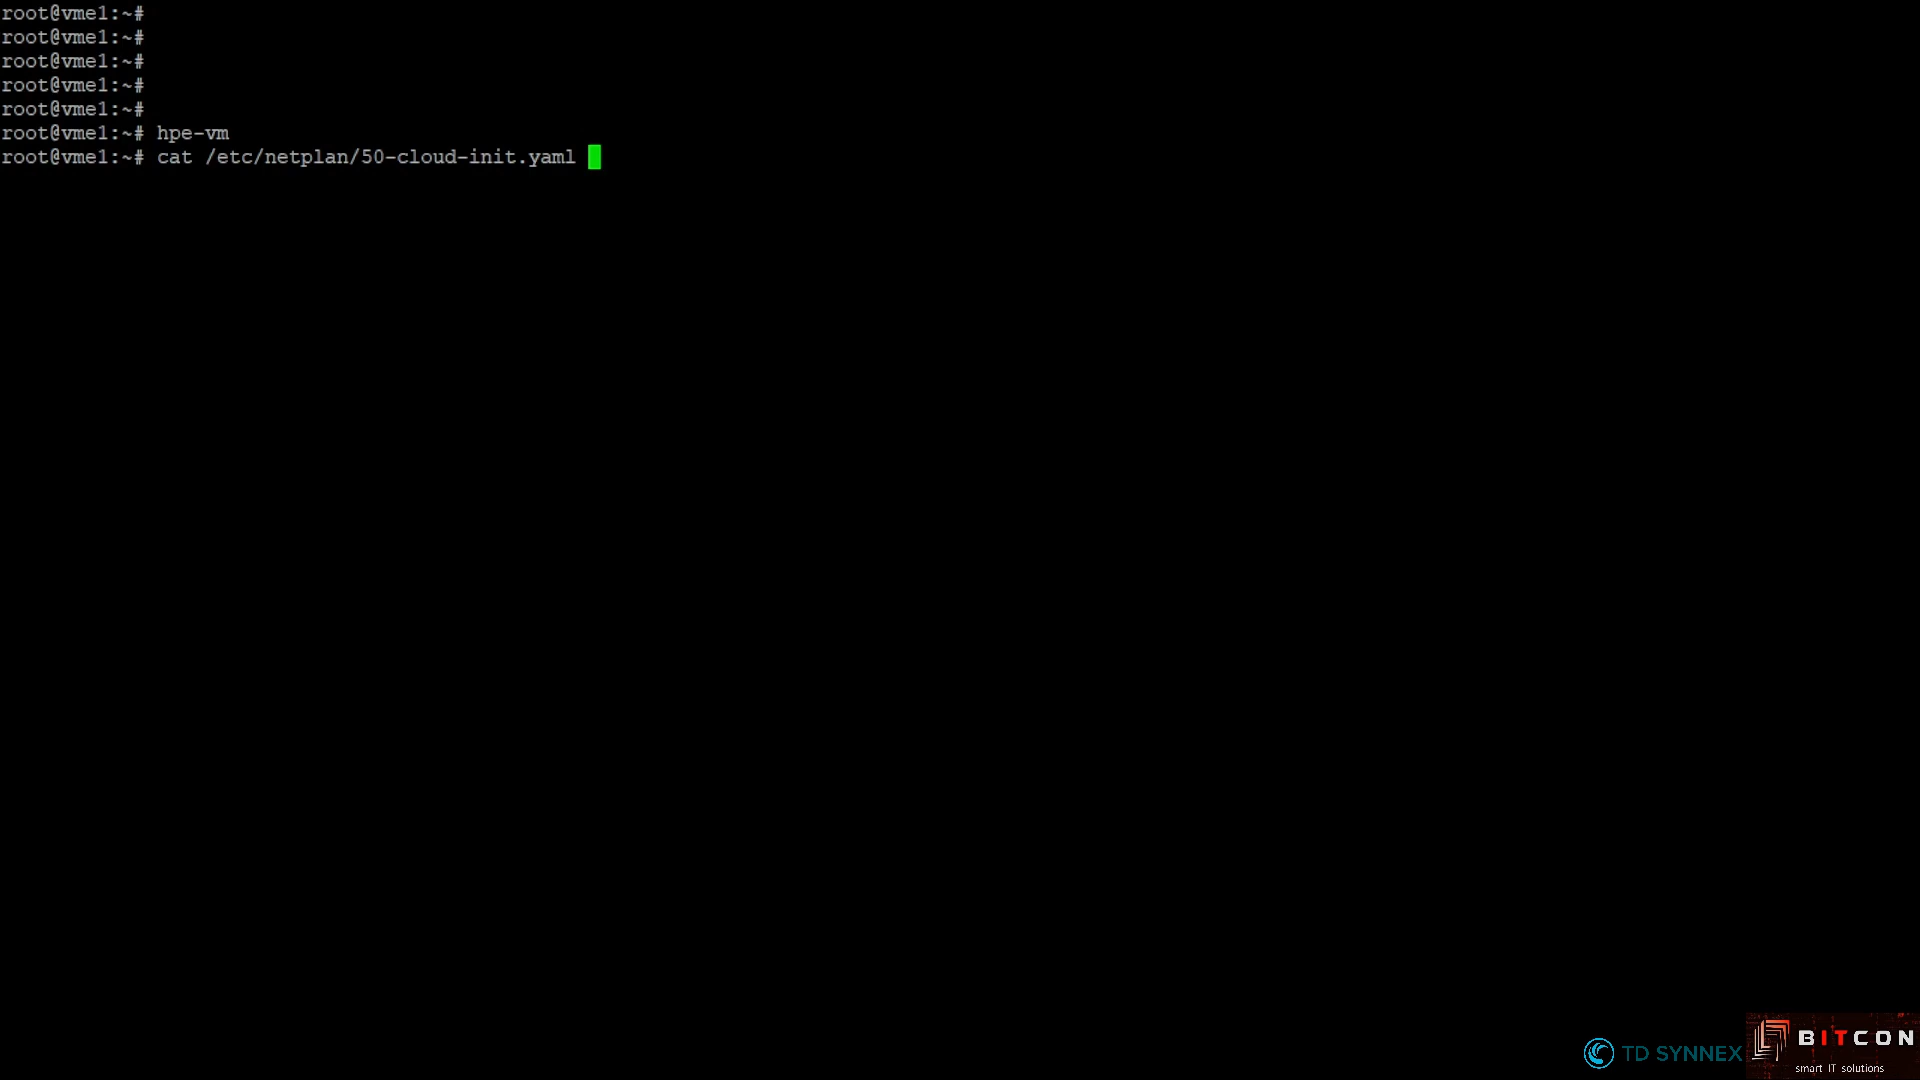 root@vme1:~#
root@vme1:~#
root@vme1:~#
root@vme1:~#
root@vme1:~#
root@vme1:~# hpe-vm
root@vme1:~# cat /etc/netplan/50-cloud-init.yaml
TD SYNNEX
BITCON
smart IT solutions